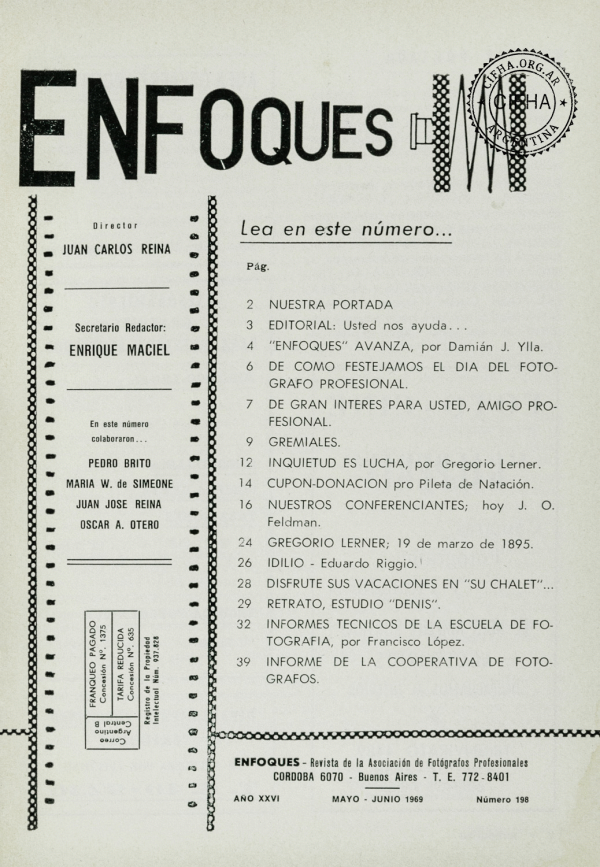 ENFOQUES
CIFHA.ORG.AR
CIFHA
ARGENTINA
Director
JUAN CARLOS REINA
Secretario Redactor:
ENRIQUE MACIEL
En este número
colaboraron...
PEDRO BRITO
MARIA W. de SIMEONE
JUAN JOSE REINA
OSCAR A. OTERO
Correo
Argentino
Central B
FRANQUEO PAGADO
Concesión Nº. 1375
TARIFA REDUCIDA
Concesión Nº. 635
Registro de la Propiedad
Intelectual Núm. 937.828
Lea en este número...
Pág.
2 NUESTRA PORTADA
3 EDITORIAL: Usted nos ayuda...
4 "ENFOQUES" AVANZA, por Damián J. Ylla.
6 DE COMO FESTEJAMOS EL DIA DEL FOTO-
GRAFO PROFESIONAL.
7 DE GRAN INTERES PARA USTED, AMIGO PRO-
FESIONAL.
9 GREMIALES.
12 INQUIETUD ES LUCHA, por Gregorio Lerner.
14 CUPON-DONACION pro Pileta de Natación.
16 NUESTROS CONFERENCIANTES; hoy J. O.
Feldman.
24 GREGORIO LERNER; 19 de marzo de 1895.
26 IDILIO - Eduardo Riggio.
28 DISFRUTE SUS VACACIONES EN "SU CHALET"...
29 RETRATO, ESTUDIO "DENIS".
32 INFORMES TECNICOS DE LA ESCUELA DE FO-
TOGRAFIA, por Francisco López.
39 INFORME DE LA COOPERATIVA DE FOTO-
GRAFOS.
ENFOQUES - Revista de la Asociación de Fotógrafos Profesionales
CORDOBA 6070 - Buenos Aires - T. E. 772-8401
AÑO XXVI MAYO - JUNIO 1969 Número 198